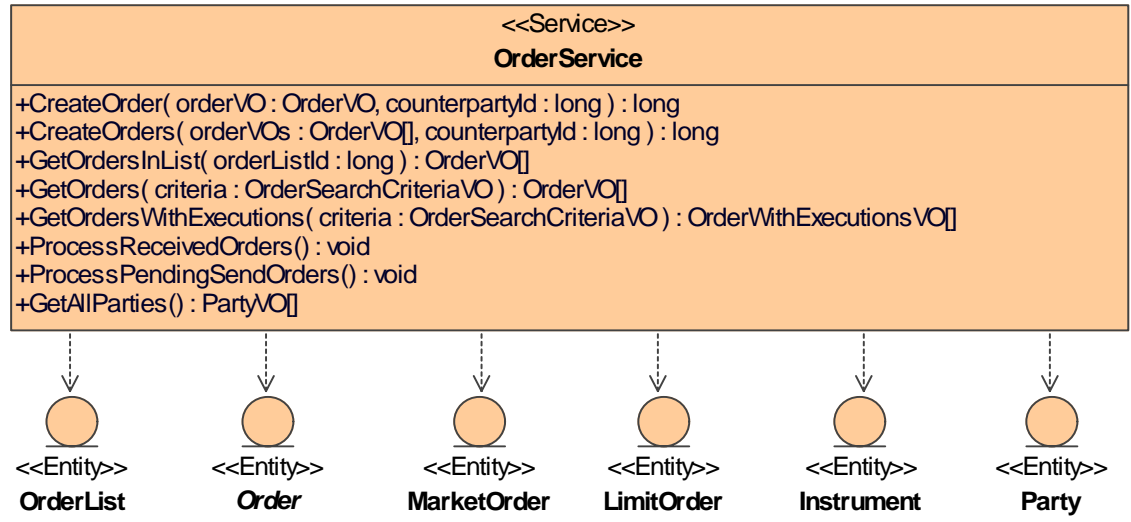 <<Service>>
OrderService
+CreateOrder( orderVO : OrderVO, counterpartyId : long ) : long
+CreateOrders( orderVOs : OrderVO[], counterpartyId : long ) : long
+GetOrdersInList( orderListId : long ) : OrderVO[]
+GetOrders( criteria : OrderSearchCriteriaVO ) : OrderVO[]
+GetOrdersWithExecutions( criteria : OrderSearchCriteriaVO ) : OrderWithExecutionsVO[]
+ProcessReceivedOrders() : void
+ProcessPendingSendOrders() : void
+GetAllParties() : PartyVO[]
<<Entity>> <<Entity>> <<Entity>> <<Entity>> <<Entity>> <<Entity>>
OrderList Order MarketOrder LimitOrder Instrument Party